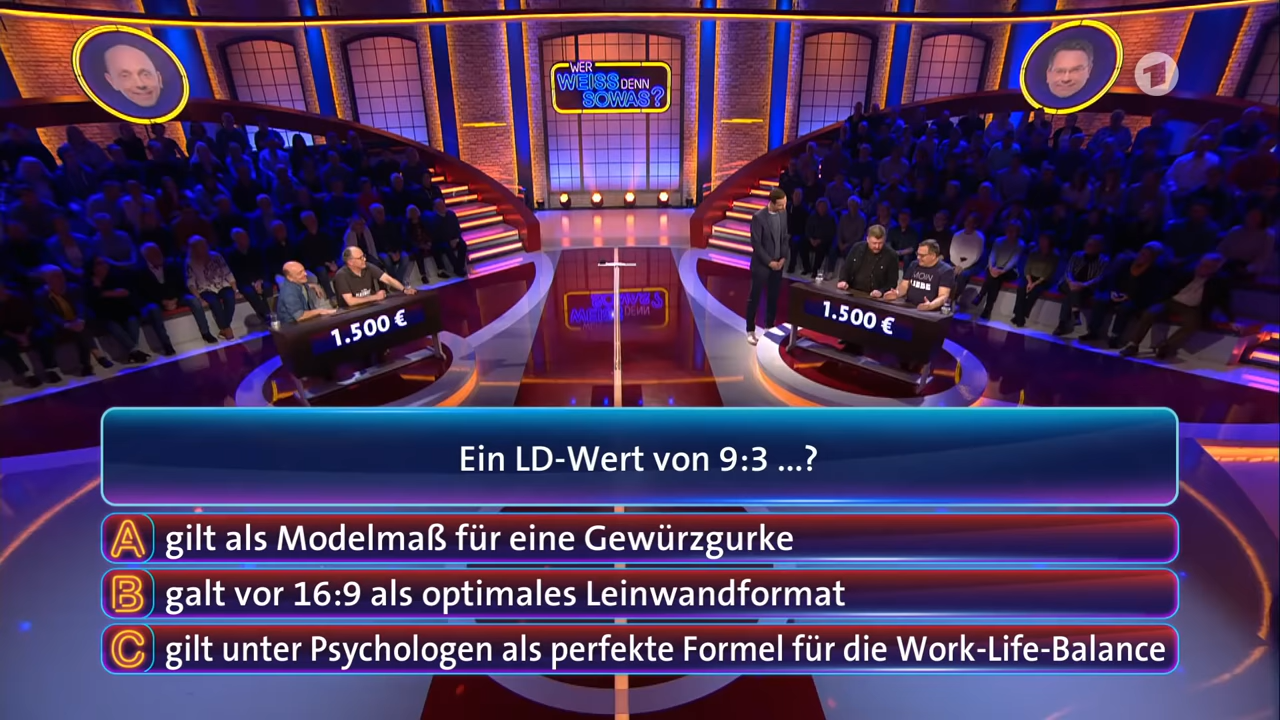 WER
WEISS DENN
SOWAS?
1
MOIN
LIEBE
1.500 €
1.500 €
Ein LD-Wert von 9:3 ...?
A gilt als Modelmaß für eine Gewürzgurke
B galt vor 16:9 als optimales Leinwandformat
C gilt unter Psychologen als perfekte Formel für die Work-Life-Balance